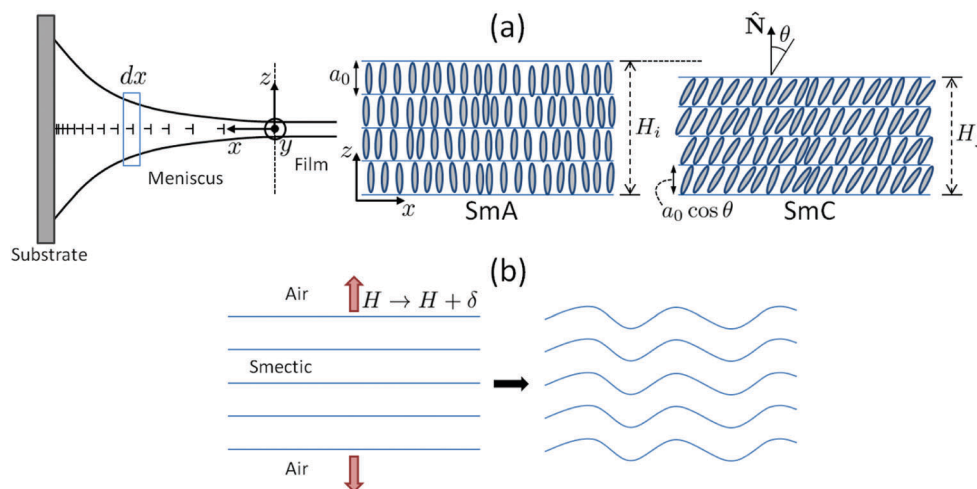 (a)
dx
z
x
y
Meniscus
Film
Substrate
a₀
z
x
SmA
Hᵢ
N̂
θ
a₀ cos θ
SmC
H
(b)
Air
H → H + δ
Smectic
Air